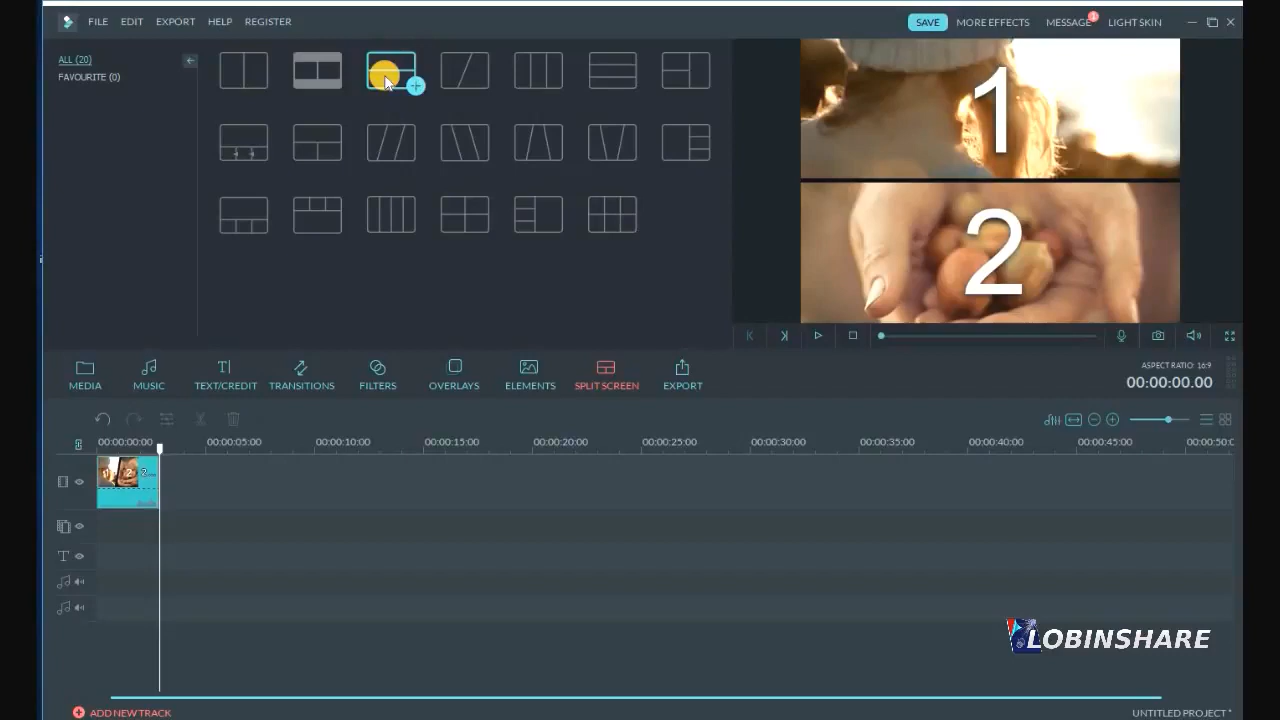 FILE EDIT EXPORT HELP REGISTER
SAVE MORE EFFECTS MESSAGE 1 LIGHT SKIN
ALL (20)
FAVOURITE (0)
1
2
MEDIA MUSIC TEXT/CREDIT TRANSITIONS FILTERS OVERLAYS ELEMENTS SPLIT SCREEN EXPORT
ASPECT RATIO: 16:9
00:00:00.00
00:00:00:00 00:00:05:00 00:00:10:00 00:00:15:00 00:00:20:00 00:00:25:00 00:00:30:00 00:00:35:00 00:00:40:00 00:00:45:00 00:00:50:0
LOBINSHARE
ADD NEW TRACK
UNTITLED PROJECT *